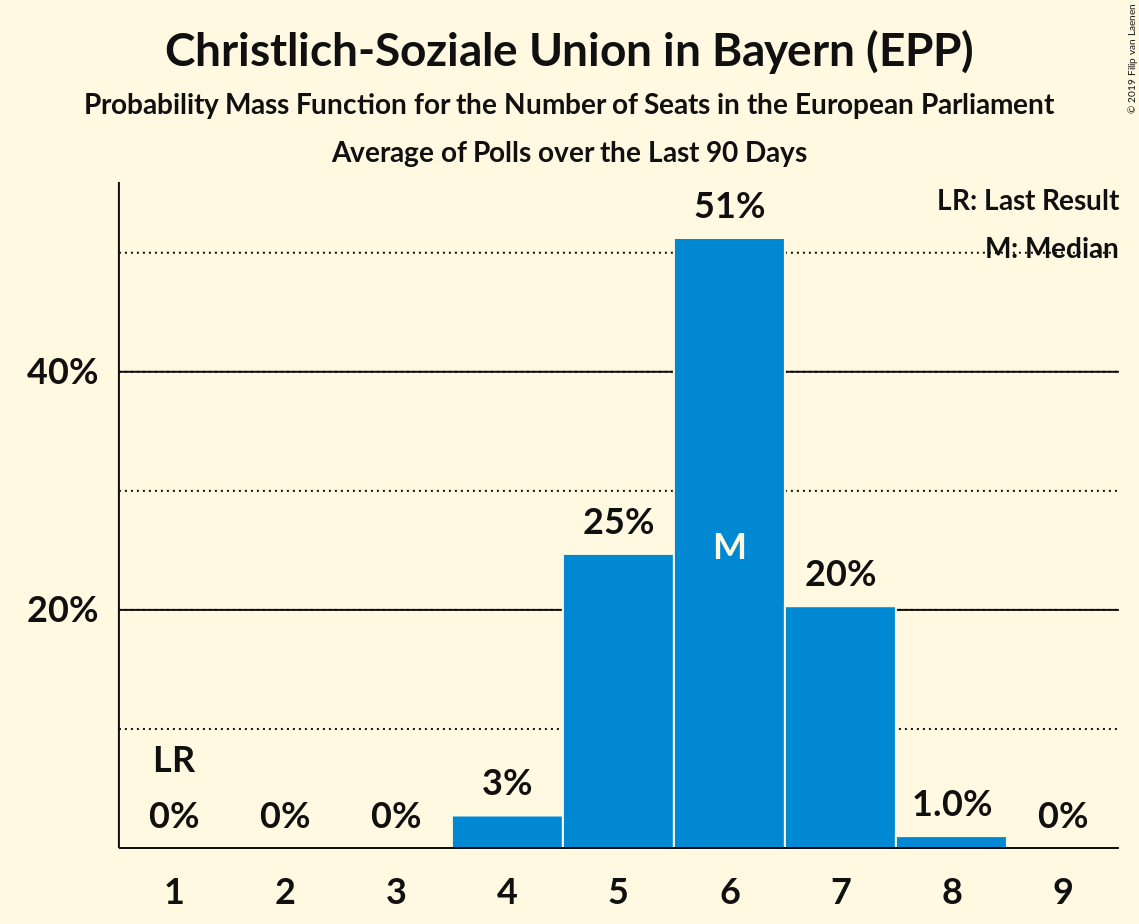 Christlich-Soziale Union in Bayern (EPP)
Probability Mass Function for the Number of Seats in the European Parliament
Average of Polls over the Last 90 Days
© 2019 Filip van Laenen
LR: Last Result
M: Median
51%
40%
25%
M
20%
20%
LR
3%
1.0%
0%
0%
0%
0%
1 2 3 4 5 6 7 8 9